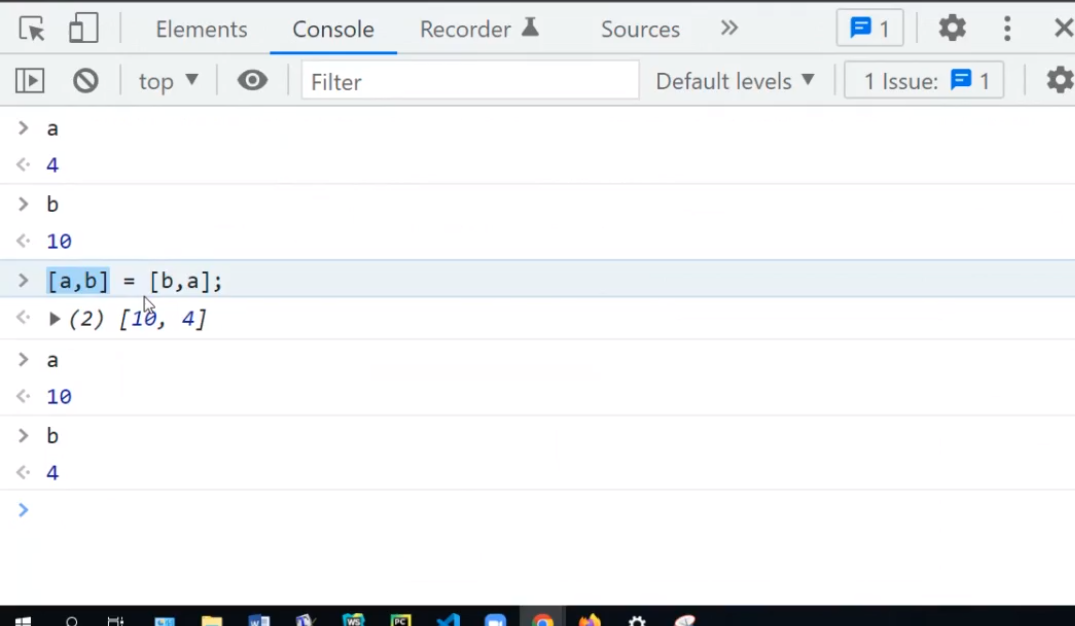 Elements Console Recorder Sources 1
top Filter Default levels 1 Issue: 1
a
4
b
10
[a,b] = [b,a];
(2) [10, 4]
a
10
b
4